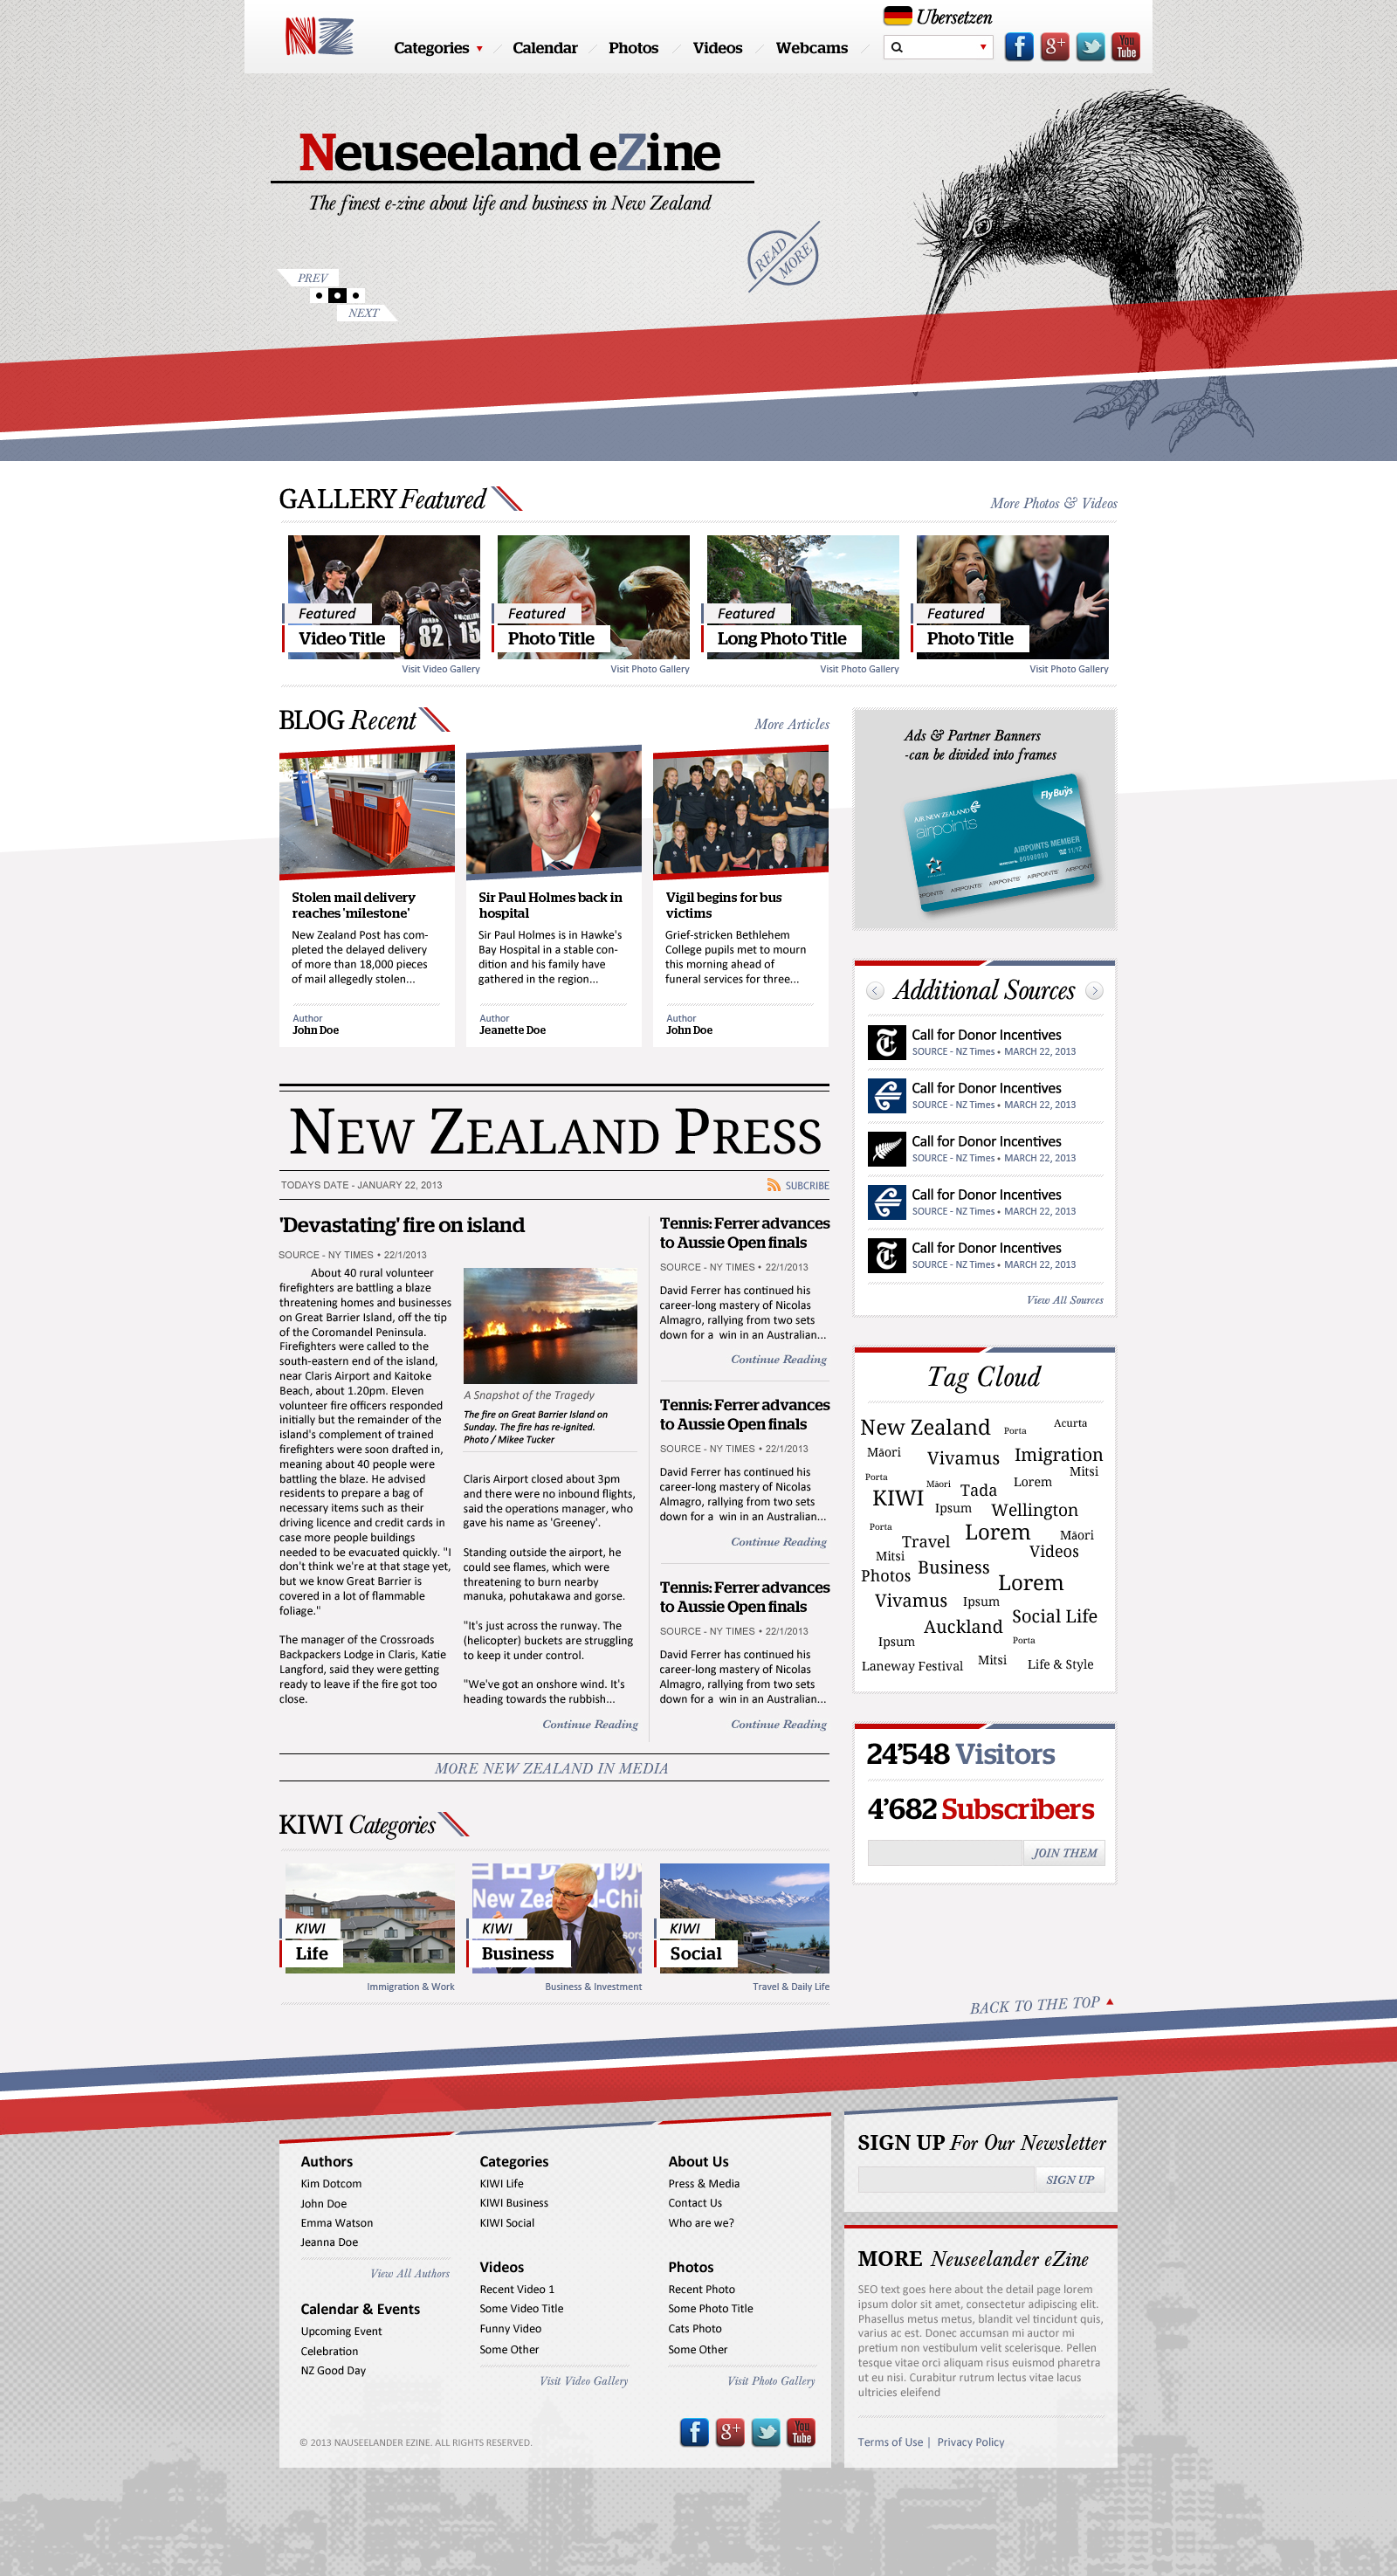 NZ
Categories
Calendar
Photos
Videos
Webcams
Ubersetzen
f
g+
You Tube
Neuseeland eZine
The finest e-zine about life and business in New Zealand
READ MORE
PREV
NEXT
GALLERY Featured
More Photos & Videos
82
15
Featured
Video Title
Visit Video Gallery
Featured
Photo Title
Visit Photo Gallery
Featured
Long Photo Title
Visit Photo Gallery
Featured
Photo Title
Visit Photo Gallery
BLOG Recent
More Articles
Stolen mail delivery
reaches 'milestone'
New Zealand Post has com-
pleted the delayed delivery
of more than 18,000 pieces
of mail allegedly stolen...
Author
John Doe
Sir Paul Holmes back in
hospital
Sir Paul Holmes is in Hawke's
Bay Hospital in a stable con-
dition and his family have
gathered in the region...
Author
Jeanette Doe
Vigil begins for bus
victims
Grief-stricken Bethlehem
College pupils met to mourn
this morning ahead of
funeral services for three...
Author
John Doe
Ads & Partner Banners
-can be divided into frames
FlyBuys
AIR NEW ZEALAND
airpoints
AIRPOINTS MEMBER
11/12
AIRPOINTS AIRPOINTS AIRPOINTS AIRPOINTS
Additional Sources
Call for Donor Incentives
SOURCE - NZ Times • MARCH 22, 2013
Call for Donor Incentives
SOURCE - NZ Times • MARCH 22, 2013
Call for Donor Incentives
SOURCE - NZ Times • MARCH 22, 2013
Call for Donor Incentives
SOURCE - NZ Times • MARCH 22, 2013
Call for Donor Incentives
SOURCE - NZ Times • MARCH 22, 2013
View All Sources
NEW ZEALAND PRESS
TODAYS DATE - JANUARY 22, 2013
SUBCRIBE
'Devastating' fire on island
SOURCE - NY TIMES • 22/1/2013
About 40 rural volunteer
firefighters are battling a blaze
threatening homes and businesses
on Great Barrier Island, off the tip
of the Coromandel Peninsula.
Firefighters were called to the
south-eastern end of the island,
near Claris Airport and Kaitoke
Beach, about 1.20pm. Eleven
volunteer fire officers responded
initially but the remainder of the
island's complement of trained
firefighters were soon drafted in,
meaning about 40 people were
battling the blaze. He advised
residents to prepare a bag of
necessary items such as their
driving licence and credit cards in
case more people buildings
needed to be evacuated quickly. "I
don't think we're at that stage yet,
but we know Great Barrier is
covered in a lot of flammable
foliage."
The manager of the Crossroads
Backpackers Lodge in Claris, Katie
Langford, said they were getting
ready to leave if the fire got too
close.
A Snapshot of the Tragedy
The fire on Great Barrier Island on
Sunday. The fire has re-ignited.
Photo / Mikee Tucker
Claris Airport closed about 3pm
and there were no inbound flights,
said the operations manager, who
gave his name as 'Greeney'.
Standing outside the airport, he
could see flames, which were
threatening to burn nearby
manuka, pohutakawa and gorse.
"It's just across the runway. The
(helicopter) buckets are struggling
to keep it under control.
"We've got an onshore wind. It's
heading towards the rubbish...
Continue Reading
Tennis: Ferrer advances
to Aussie Open finals
SOURCE - NY TIMES • 22/1/2013
David Ferrer has continued his
career-long mastery of Nicolas
Almagro, rallying from two sets
down for a win in an Australian...
Continue Reading
Tennis: Ferrer advances
to Aussie Open finals
SOURCE - NY TIMES • 22/1/2013
David Ferrer has continued his
career-long mastery of Nicolas
Almagro, rallying from two sets
down for a win in an Australian...
Continue Reading
Tennis: Ferrer advances
to Aussie Open finals
SOURCE - NY TIMES • 22/1/2013
David Ferrer has continued his
career-long mastery of Nicolas
Almagro, rallying from two sets
down for a win in an Australian...
Continue Reading
MORE NEW ZEALAND IN MEDIA
Tag Cloud
New Zealand Porta Acurta
Māori Vivamus Imigration
Porta Māori Tada Lorem Mitsi
KIWI Ipsum Wellington
Porta Travel Lorem Māori
Mitsi Videos
Photos Business Lorem
Vivamus Ipsum
Auckland Social Life
Ipsum Porta
Laneway Festival Mitsi Life & Style
24'548 Visitors
4'682 Subscribers
JOIN THEM
KIWI Categories
KIWI
Life
Immigration & Work
New Zea d-Chi
KIWI
Business
Business & Investment
KIWI
Social
Travel & Daily Life
BACK TO THE TOP
Authors
Kim Dotcom
John Doe
Emma Watson
Jeanna Doe
View All Authors
Calendar & Events
Upcoming Event
Celebration
NZ Good Day
Categories
KIWI Life
KIWI Business
KIWI Social
Videos
Recent Video 1
Some Video Title
Funny Video
Some Other
Visit Video Gallery
About Us
Press & Media
Contact Us
Who are we?
Photos
Recent Photo
Some Photo Title
Cats Photo
Some Other
Visit Photo Gallery
© 2013 NAUSEELANDER EZINE. ALL RIGHTS RESERVED.
f
g+
You Tube
SIGN UP For Our Newsletter
SIGN UP
MORE Neuseelander eZine
SEO text goes here about the detail page lorem
ipsum dolor sit amet, consectetur adipiscing elit.
Phasellus metus metus, blandit vel tincidunt quis,
varius ac est. Donec accumsan mi auctor mi
pretium non vestibulum velit scelerisque. Pellen
tesque vitae orci aliquam risus euismod pharetra
ut eu nisi. Curabitur rutrum lectus vitae lacus
ultricies eleifend
Terms of Use | Privacy Policy